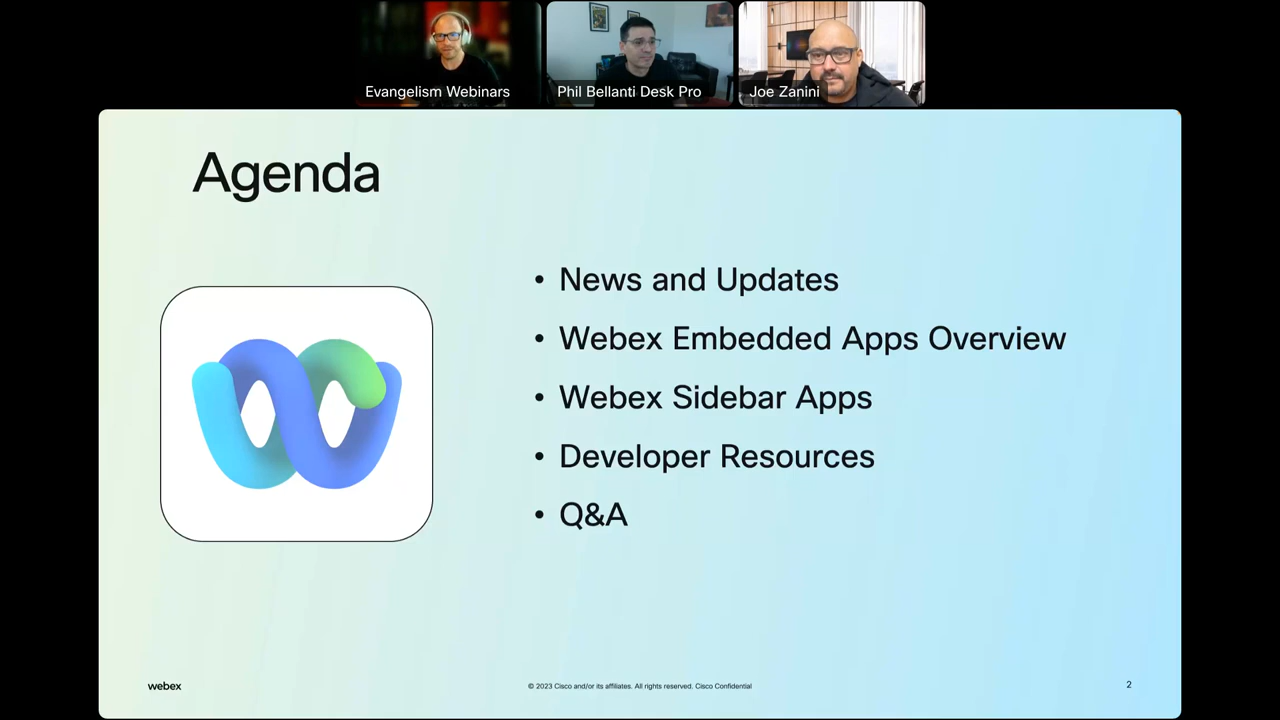 Evangelism Webinars
Phil Bellanti Desk Pro
Joe Zanini
Agenda
• News and Updates
• Webex Embedded Apps Overview
• Webex Sidebar Apps
• Developer Resources
• Q&A
webex
© 2023 Cisco and/or its affiliates. All rights reserved. Cisco Confidential
2